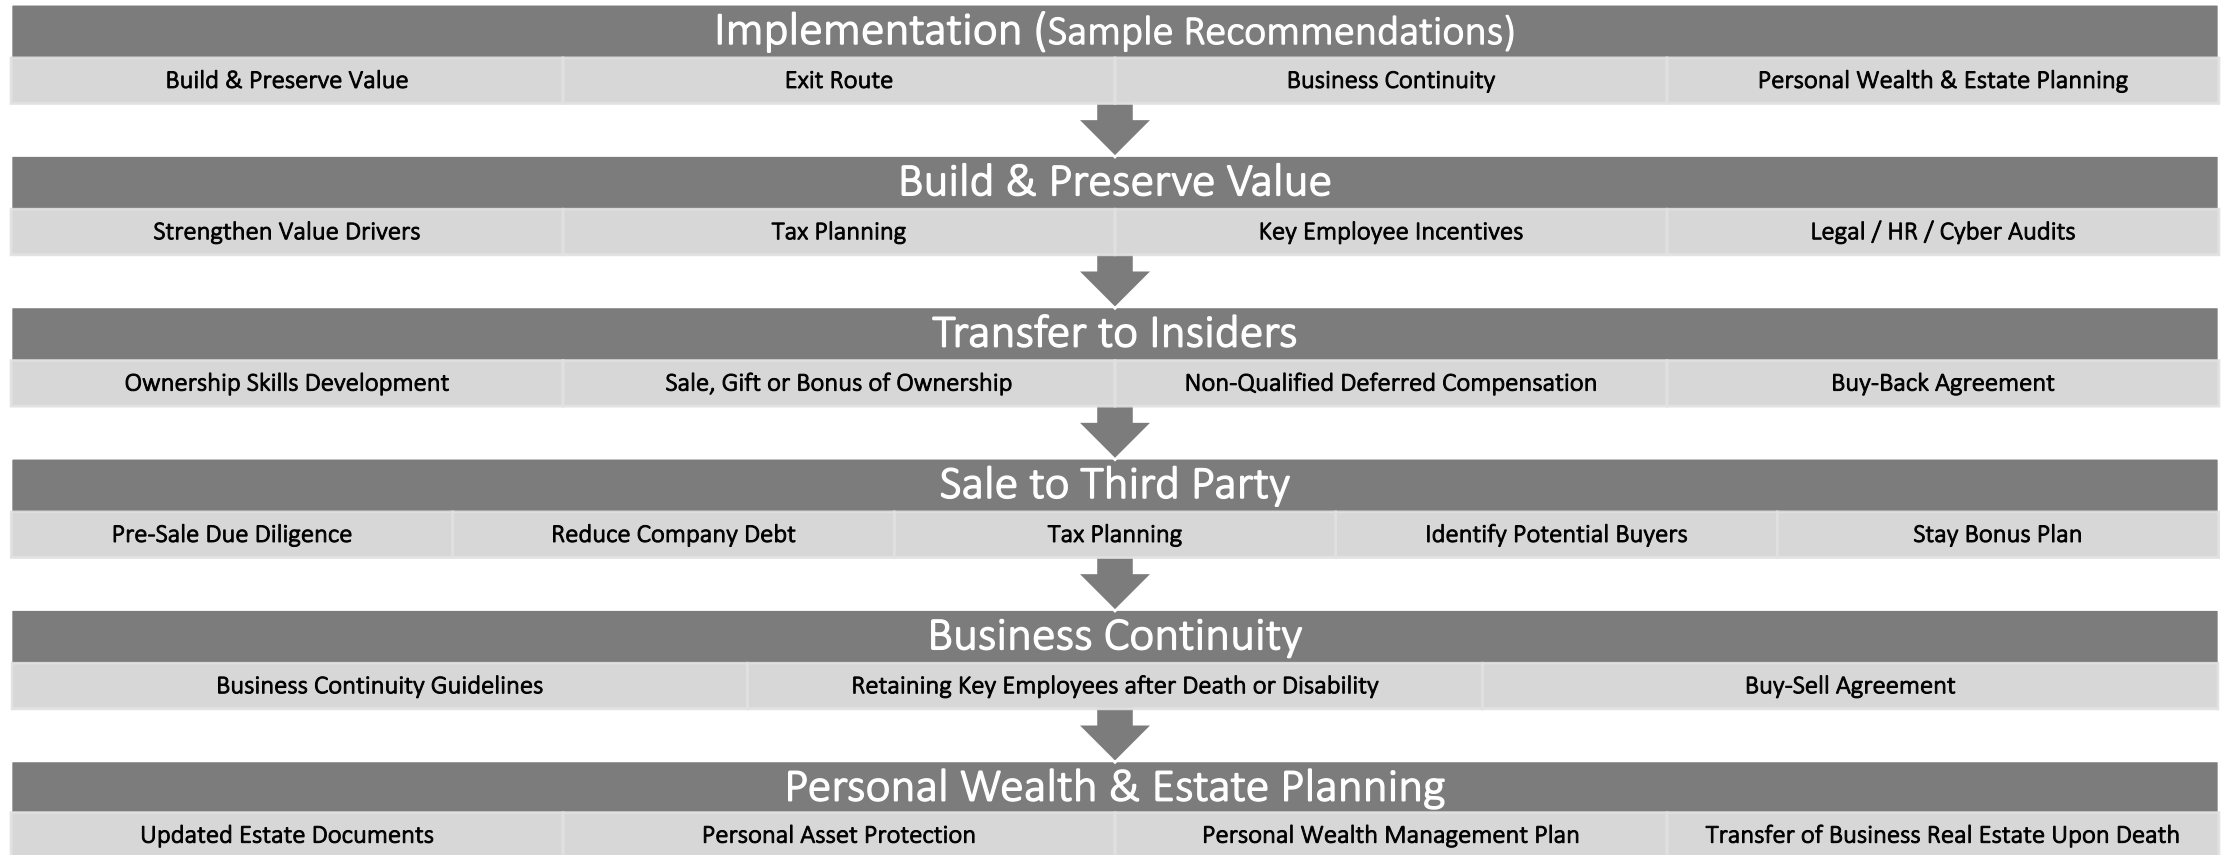 Implementation (Sample Recommendations)
Build & Preserve Value
Exit Route
Business Continuity
Personal Wealth & Estate Planning
Build & Preserve Value
Strengthen Value Drivers
Tax Planning
Key Employee Incentives
Legal / HR / Cyber Audits
Transfer to Insiders
Ownership Skills Development
Sale, Gift or Bonus of Ownership
Non-Qualified Deferred Compensation
Buy-Back Agreement
Sale to Third Party
Pre-Sale Due Diligence
Reduce Company Debt
Tax Planning
Identify Potential Buyers
Stay Bonus Plan
Business Continuity
Business Continuity Guidelines
Retaining Key Employees after Death or Disability
Buy-Sell Agreement
Personal Wealth & Estate Planning
Updated Estate Documents
Personal Asset Protection
Personal Wealth Management Plan
Transfer of Business Real Estate Upon Death